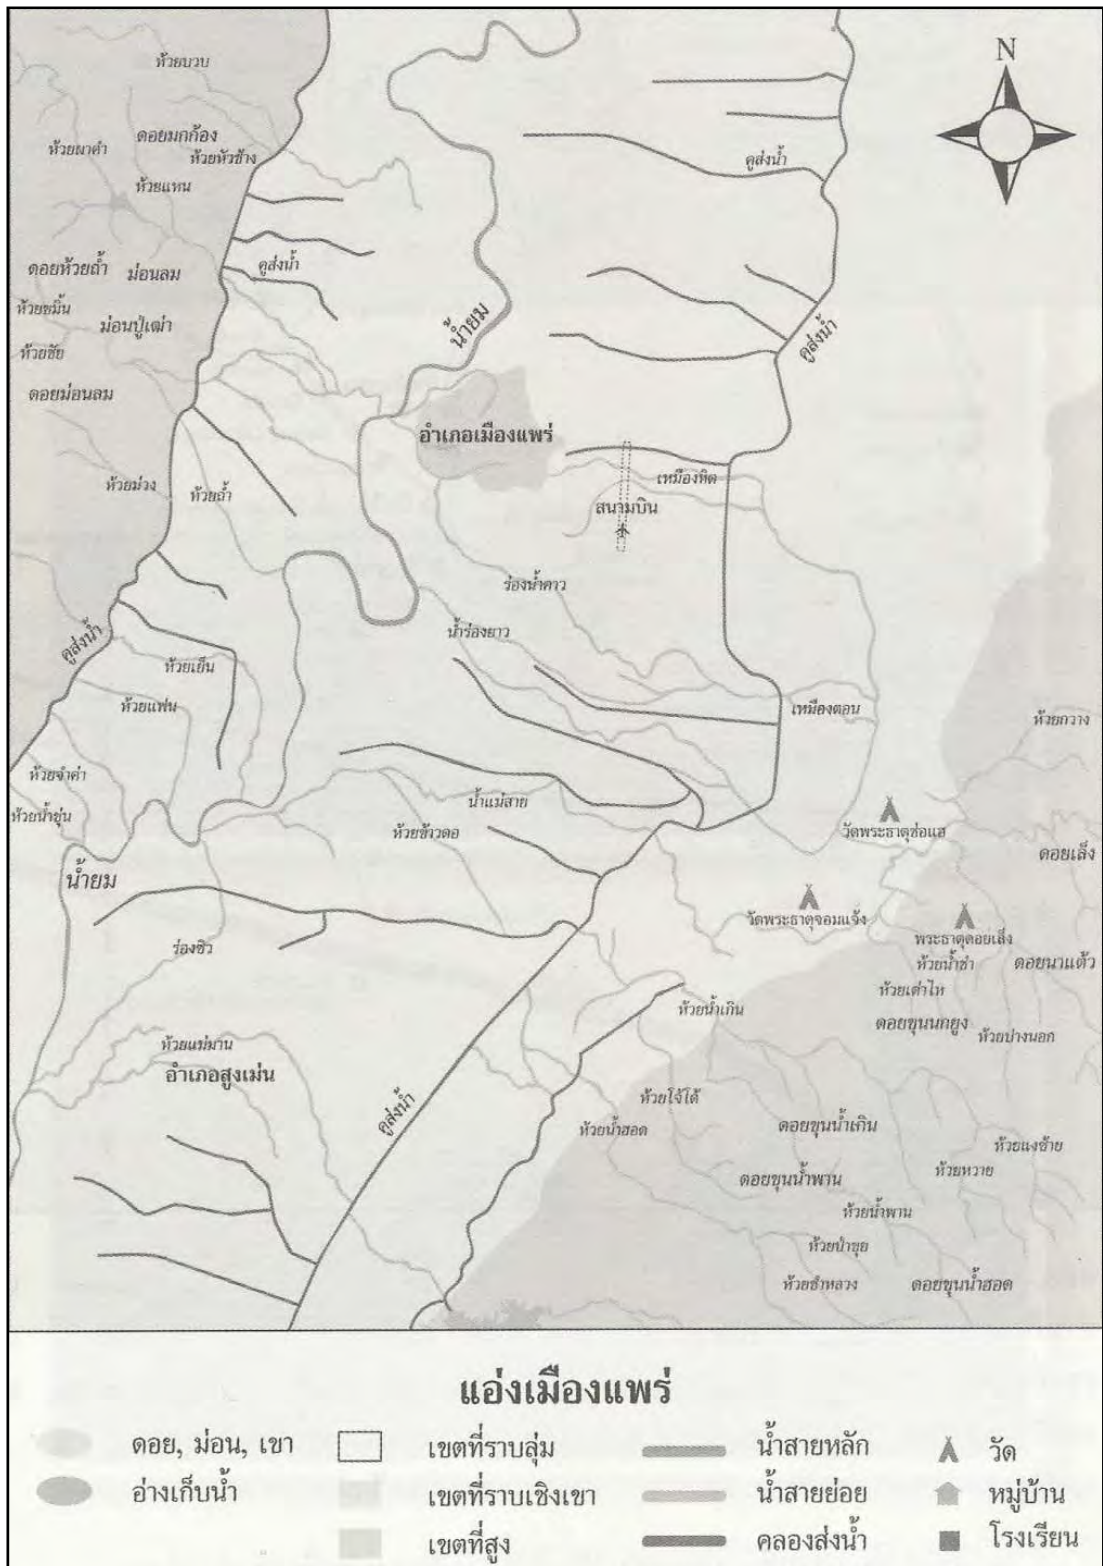 N
ห้วยบวบ
ดอยมกก้อง
ห้วยผาคำ
ห้วยหัวช้าง
คูส่งน้ำ
ห้วยแหน
ดอยห้วยถ้ำ
ม่อนลม
คูส่งน้ำ
ห้วยขมิ้น
ม่อนปู่เฒ่า
น้ำยม
คูส่งน้ำ
ห้วยชัย
ดอยม่อนลม
อำเภอเมืองแพร่
เหมืองหิต
ห้วยม่วง
ห้วยถ้ำ
สนามบิน
ร่องน้ำคาว
น้ำร่องยาว
คูส่งน้ำ
ห้วยเย็น
ห้วยแฟน
เหมืองตอน
ห้วยกวาง
ห้วยจำค่า
น้ำแม่สาย
ห้วยน้ำขุ่น
ห้วยข้าวดอ
วัดพระธาตุช่อแฮ
ดอยเล็ง
น้ำยม
วัดพระธาตุจอมแจ้ง
พระธาตุดอยเล็ง
ร่องซิว
ห้วยน้ำชำ
ดอยนาแต้ว
ห้วยเต่าไห
ห้วยน้ำเกิน
ดอยขุนนกยูง
ห้วยปางนอก
ห้วยแม่มาน
อำเภอสูงเม่น
คูส่งน้ำ
ห้วยโจ้โด้
ห้วยน้ำฮอด
ดอยขุนน้ำเกิน
ห้วยแงซ้าย
ห้วยหวาย
ดอยขุนน้ำพาน
ห้วยน้ำพาน
ห้วยป่าขุย
ห้วยชำหลวง
ดอยขุนน้ำฮอด
แอ่งเมืองแพร่
ดอย, ม่อน, เขา
เขตที่ราบลุ่ม
น้ำสายหลัก
วัด
อ่างเก็บน้ำ
เขตที่ราบเชิงเขา
น้ำสายย่อย
หมู่บ้าน
เขตที่สูง
คลองส่งน้ำ
โรงเรียน